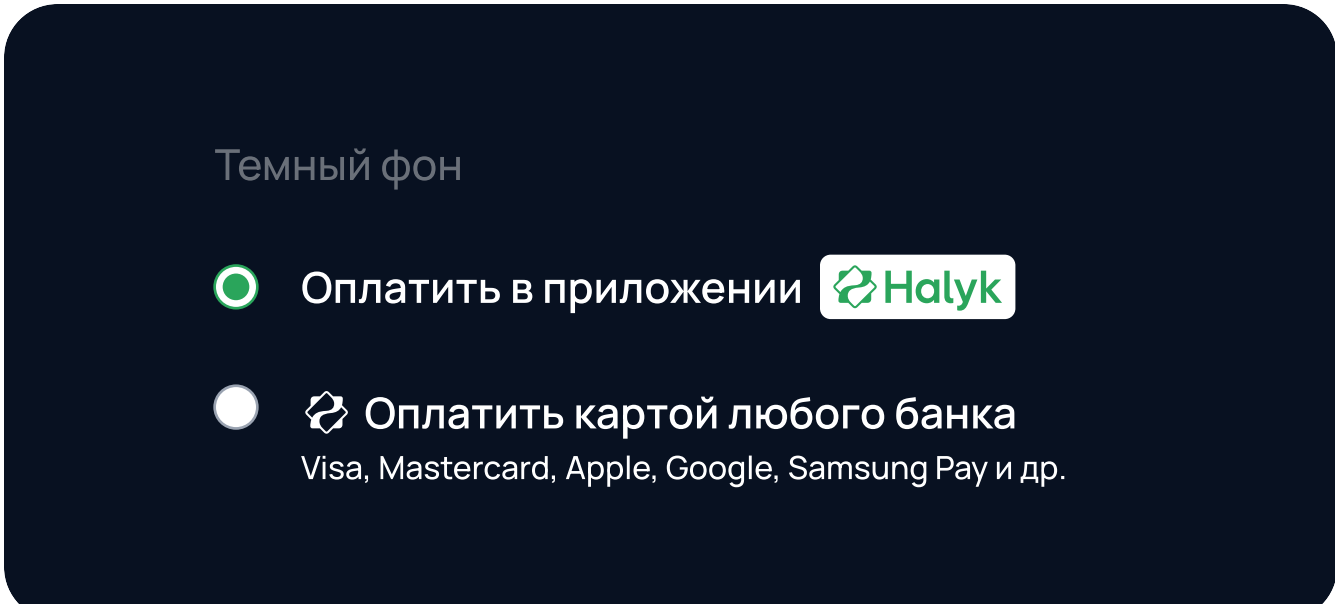 Темный фон
Оплатить в приложении Halyk
Оплатить картой любого банка
Visa, Mastercard, Apple, Google, Samsung Pay и др.